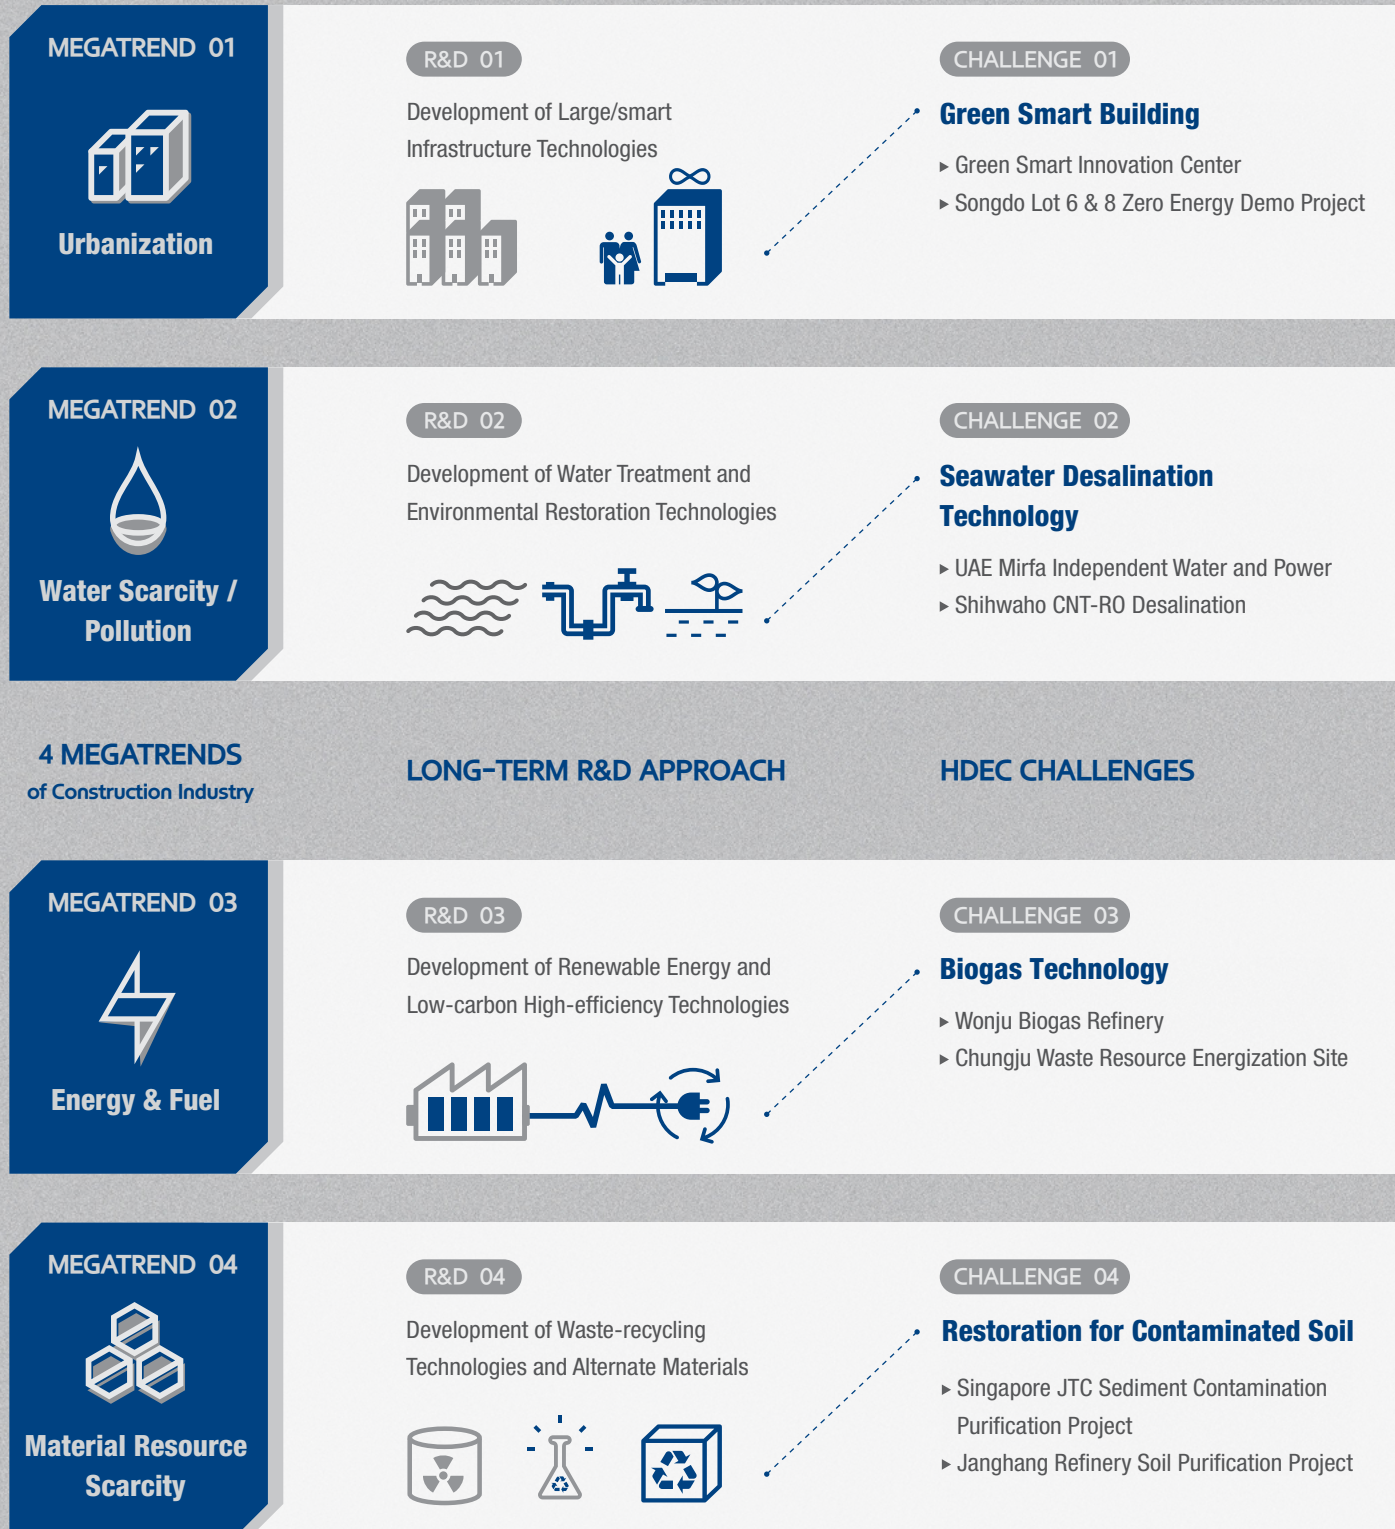 MEGATREND 01
Urbanization
R&D 01
Development of Large/smart
Infrastructure Technologies
CHALLENGE 01
Green Smart Building
▸ Green Smart Innovation Center
▸ Songdo Lot 6 & 8 Zero Energy Demo Project
MEGATREND 02
Water Scarcity /
Pollution
R&D 02
Development of Water Treatment and
Environmental Restoration Technologies
CHALLENGE 02
Seawater Desalination
Technology
▸ UAE Mirfa Independent Water and Power
▸ Shihwaho CNT-RO Desalination
4 MEGATRENDS
of Construction Industry
LONG-TERM R&D APPROACH
HDEC CHALLENGES
MEGATREND 03
Energy & Fuel
R&D 03
Development of Renewable Energy and
Low-carbon High-efficiency Technologies
CHALLENGE 03
Biogas Technology
▸ Wonju Biogas Refinery
▸ Chungju Waste Resource Energization Site
MEGATREND 04
Material Resource
Scarcity
R&D 04
Development of Waste-recycling
Technologies and Alternate Materials
CHALLENGE 04
Restoration for Contaminated Soil
▸ Singapore JTC Sediment Contamination
Purification Project
▸ Janghang Refinery Soil Purification Project